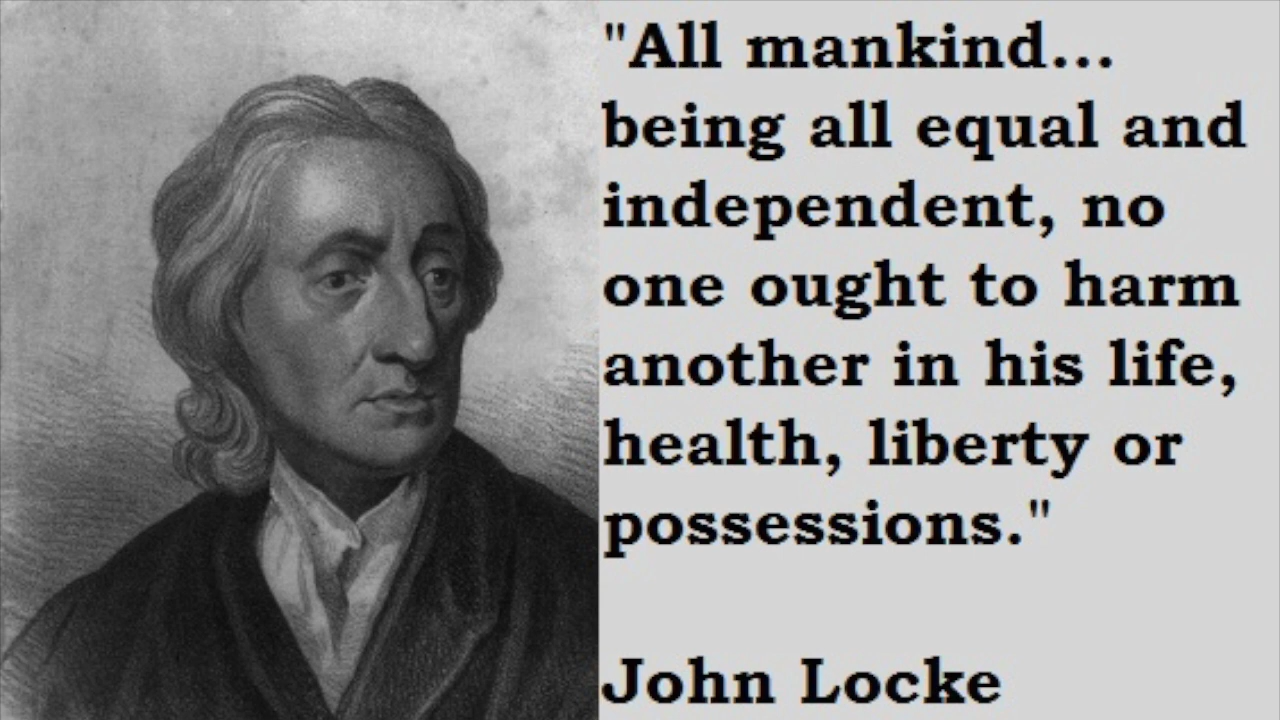 "All mankind...
being all equal and
independent, no
one ought to harm
another in his life,
health, liberty or
possessions."
John Locke